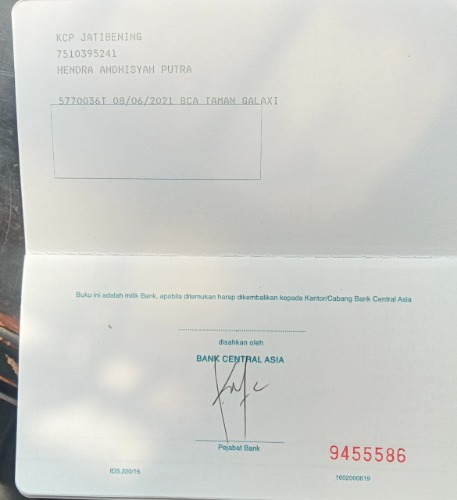 KCP JATIBENING
7510395241
HENDRA ANDHISYAH PUTRA
5770036T 08/06/2021 BCA TAMAN GALAXI
Buku ini adalah milik Bank, apabila ditemukan harap dikembalikan kepada Kantor/Cabang Bank Central Asia
disahkan oleh
BANK CENTRAL ASIA
Pejabat Bank
9455586
IDS 220/15
1602000619